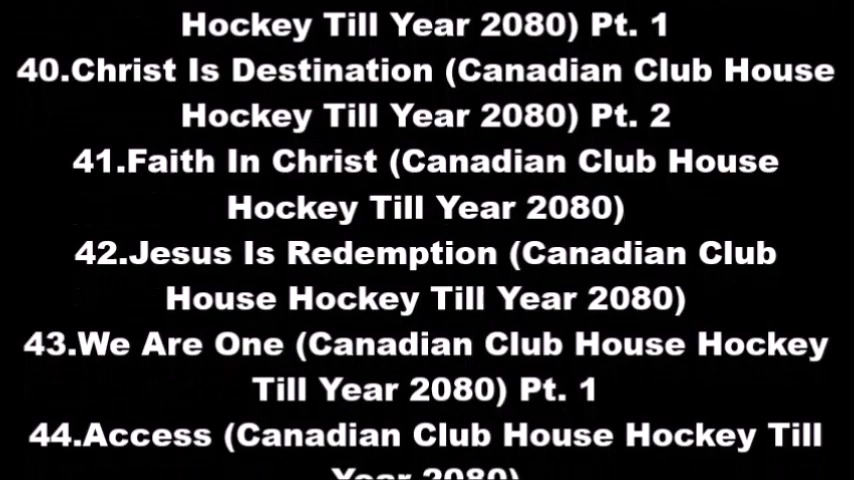 Hockey Till Year 2080) Pt. 1
40.Christ Is Destination (Canadian Club House
Hockey Till Year 2080) Pt. 2
41.Faith In Christ (Canadian Club House
Hockey Till Year 2080)
42.Jesus Is Redemption (Canadian Club
House Hockey Till Year 2080)
43.We Are One (Canadian Club House Hockey
Till Year 2080) Pt. 1
44.Access (Canadian Club House Hockey Till
Year 2080)